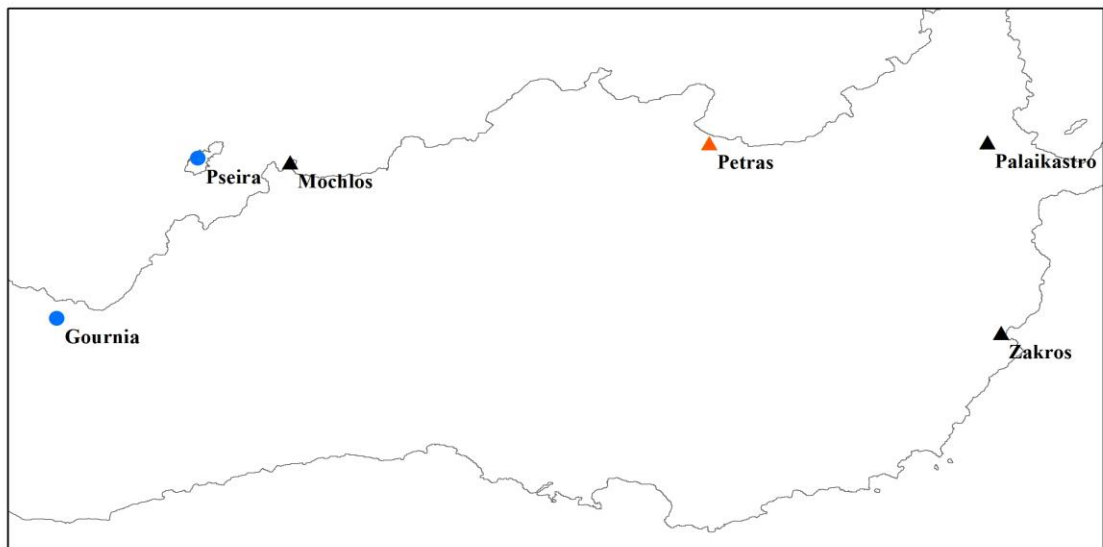 Pseira
Mochlos
Petras
Palaikastro
Gournia
Zakros